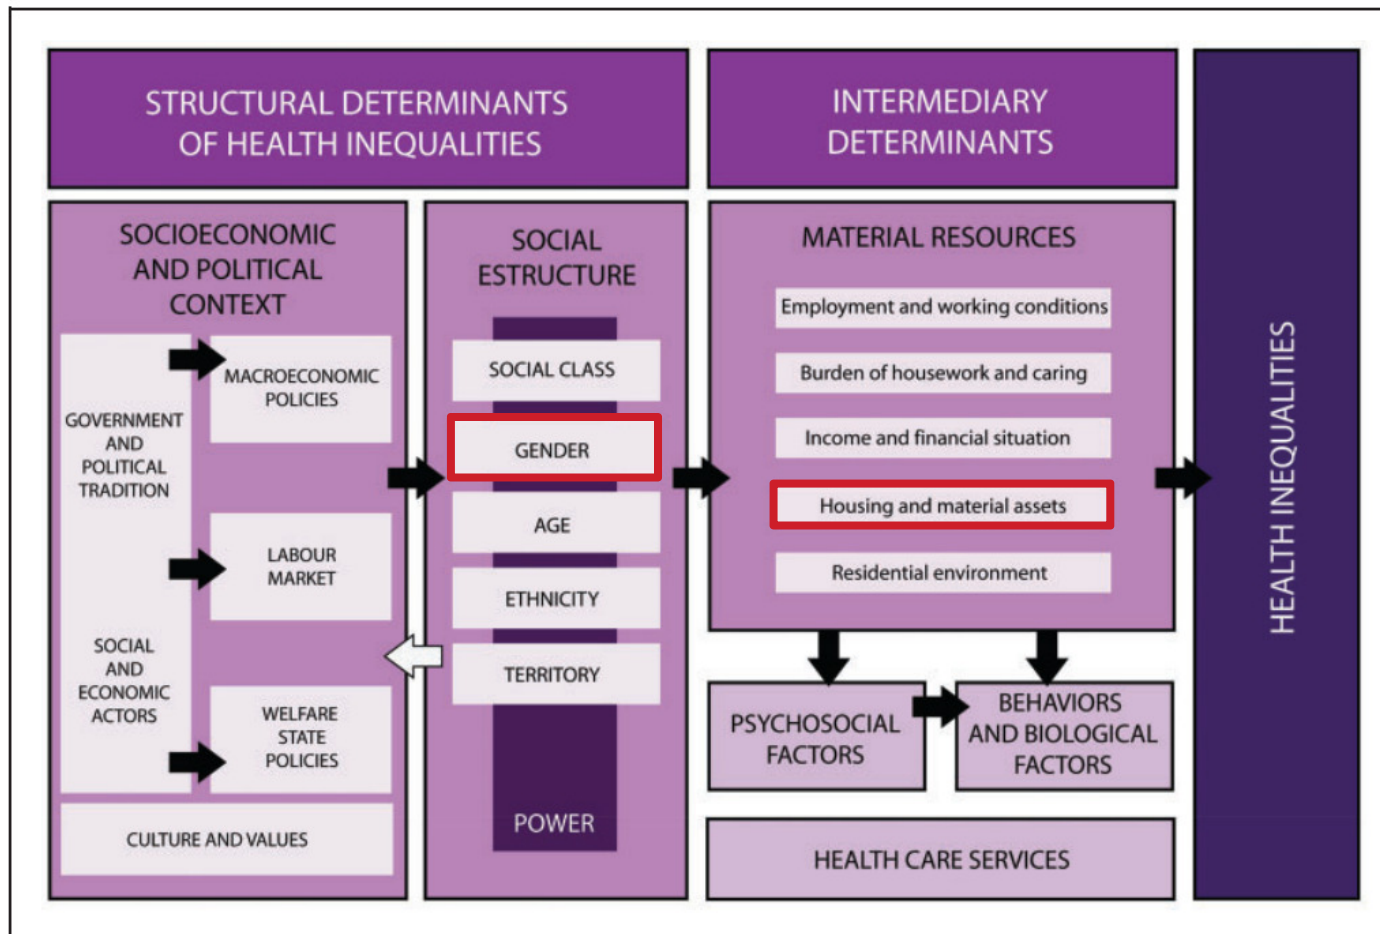 STRUCTURAL DETERMINANTS
OF HEALTH INEQUALITIES
INTERMEDIARY
DETERMINANTS
SOCIOECONOMIC
AND POLITICAL
CONTEXT
GOVERNMENT
AND
POLITICAL
TRADITION
SOCIAL
AND
ECONOMIC
ACTORS
MACROECONOMIC
POLICIES
LABOUR
MARKET
WELFARE
STATE
POLICIES
CULTURE AND VALUES
SOCIAL
ESTRUCTURE
SOCIAL CLASS
GENDER
AGE
ETHNICITY
TERRITORY
POWER
MATERIAL RESOURCES
Employment and working conditions
Burden of housework and caring
Income and financial situation
Housing and material assets
Residential environment
PSYCHOSOCIAL
FACTORS
BEHAVIORS
AND BIOLOGICAL
FACTORS
HEALTH CARE SERVICES
HEALTH INEQUALITIES